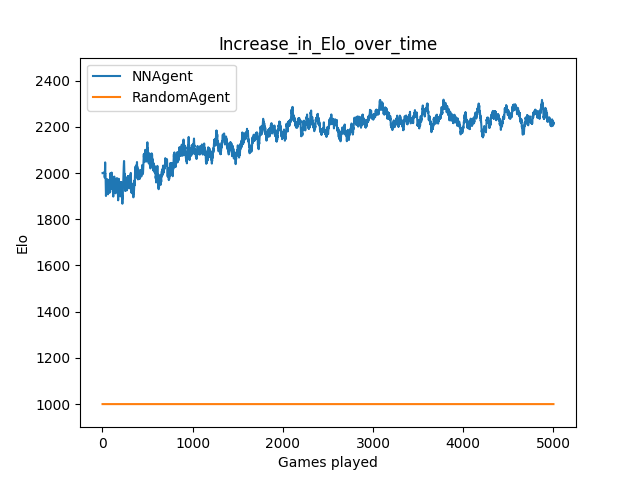 Increase_in_Elo_over_time
NNAgent
RandomAgent
2400
2200
2000
1800
1600
1400
1200
1000
Elo
0 1000 2000 3000 4000 5000
Games played